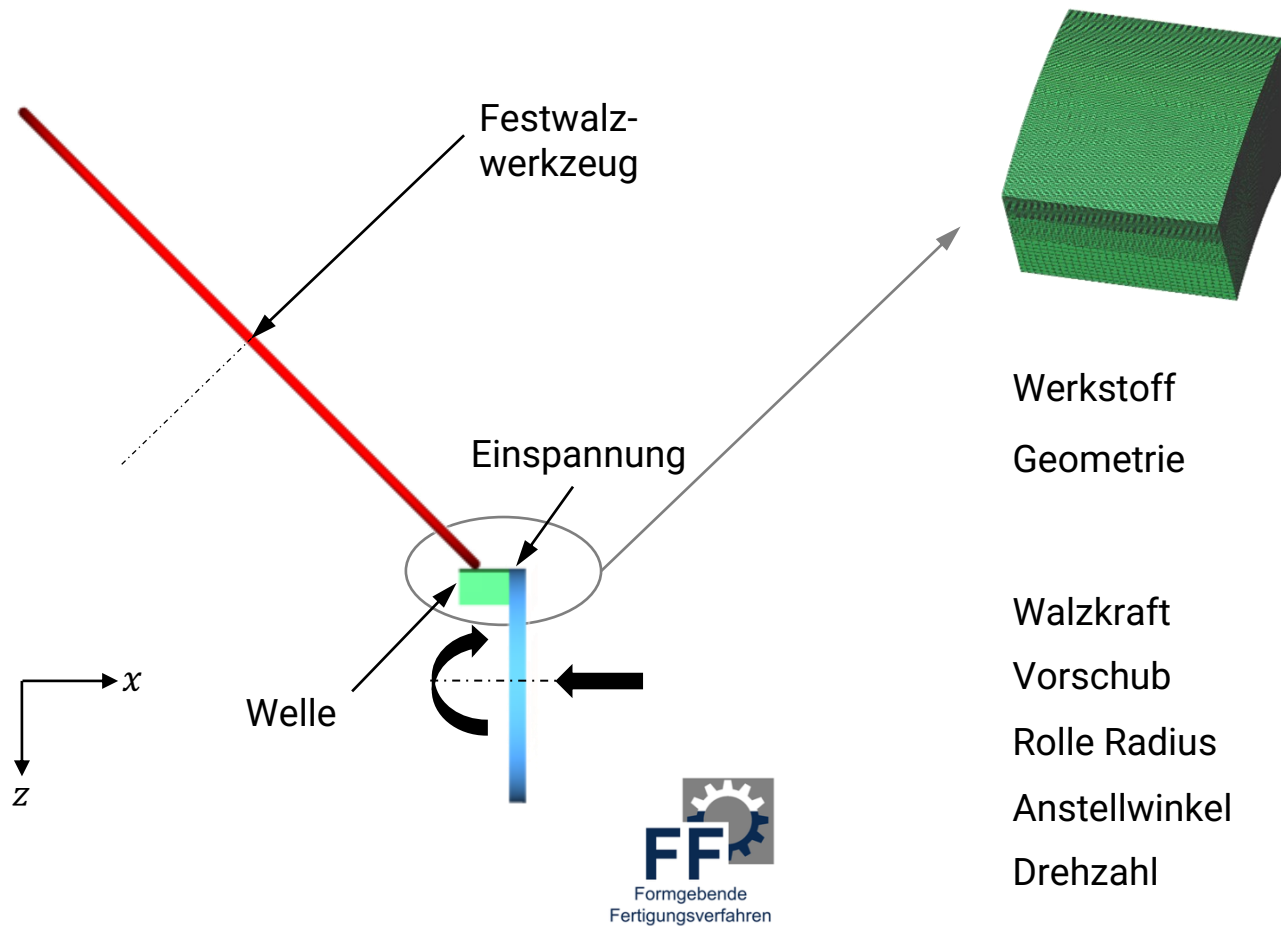 Festwalz-
werkzeug
Einspannung
Welle
x
z
Werkstoff
Geometrie
Walzkraft
Vorschub
Rolle Radius
Anstellwinkel
Drehzahl
FF
Formgebende
Fertigungsverfahren